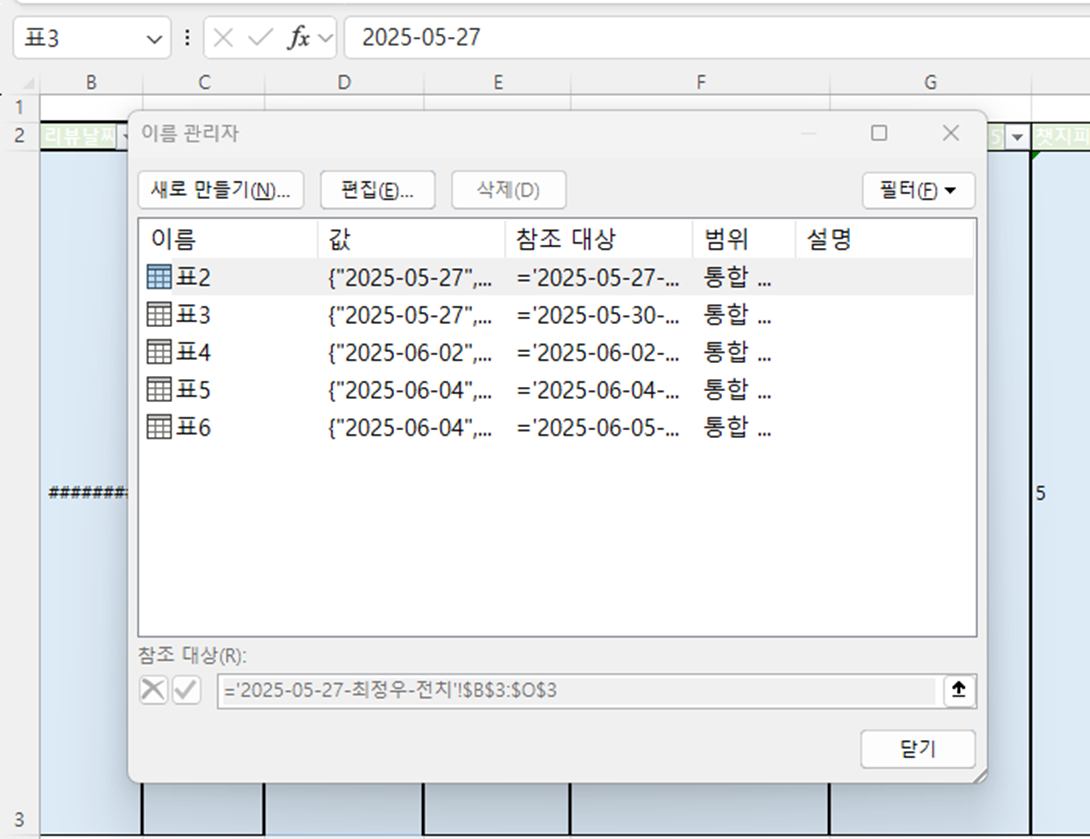 표3 fx 2025-05-27
B C D E F G
1
2 리뷰날짜 5 챗지피
이름 관리자
새로 만들기(N)... 편집(E)... 삭제(D) 필터(F)
이름 값 참조 대상 범위 설명
표2 {"2025-05-27",... ='2025-05-27-... 통합 ...
표3 {"2025-05-27",... ='2025-05-30-... 통합 ...
표4 {"2025-06-02",... ='2025-06-02-... 통합 ...
표5 {"2025-06-04",... ='2025-06-04-... 통합 ...
표6 {"2025-06-04",... ='2025-06-05-... 통합 ...
######## 5
참조 대상(R):
='2025-05-27-최정우-전치'!$B$3:$O$3
닫기
3